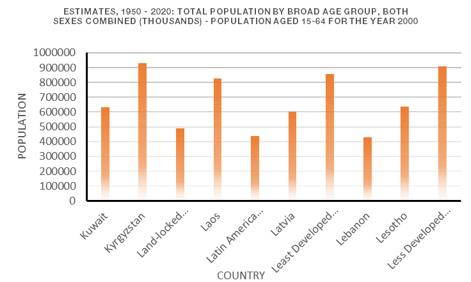 ESTIMATES, 1950 - 2020: TOTAL POPULATION BY BROAD AGE GROUP, BOTH
SEXES COMBINED (THOUSANDS) - POPULATION AGED 15-64 FOR THE YEAR 2000
POPULATION
1000000
900000
800000
700000
600000
500000
400000
300000
200000
100000
0
Kuwait
Kyrgyzstan
Land-locked...
Laos
Latin America...
Latvia
Least Developed...
Lebanon
Lesotho
Less Developed...
COUNTRY